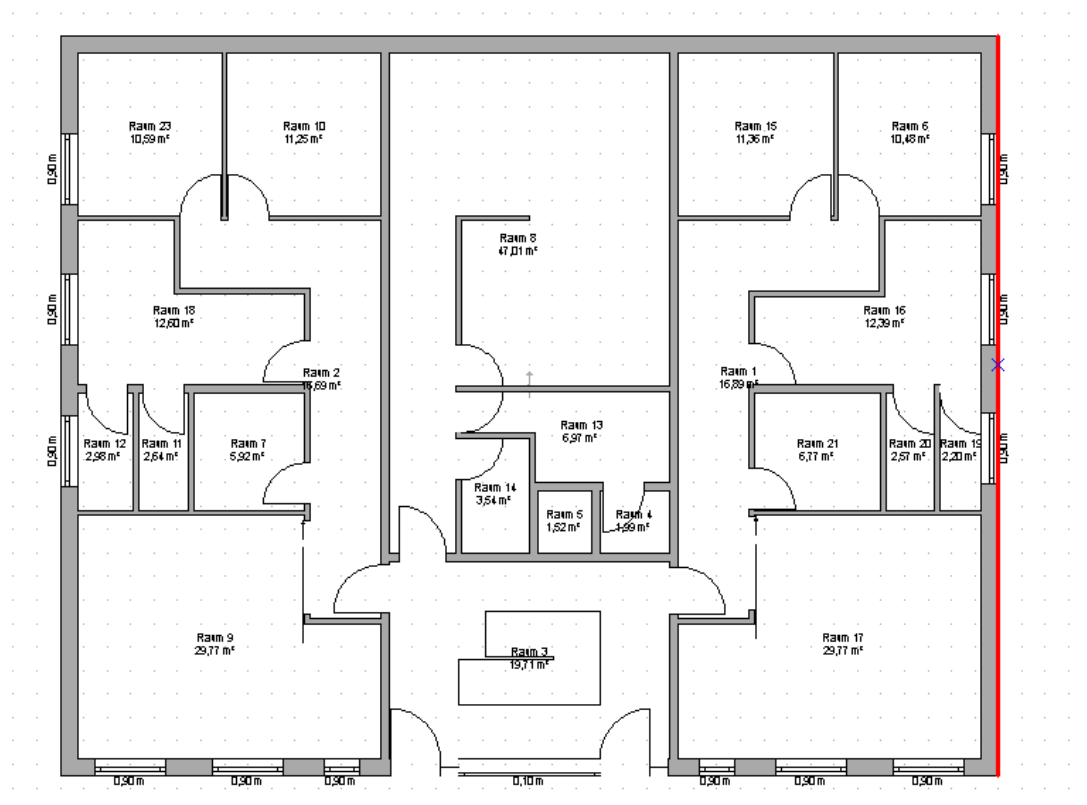 Raum 23
10,59 m²
Raum 10
11,25 m²
Raum 15
11,36 m²
Raum 6
10,48 m²
0,90 m
0,90 m
Raum 8
47,01 m²
Raum 18
12,60 m²
Raum 16
12,39 m²
0,90 m
0,90 m
Raum 2
16,69 m²
Raum 1
16,89 m²
Raum 12
2,98 m²
Raum 11
2,64 m²
Raum 7
5,92 m²
Raum 13
6,97 m²
Raum 21
6,77 m²
Raum 20
2,57 m²
Raum 19
2,20 m²
0,90 m
0,90 m
Raum 14
3,54 m²
Raum 5
1,52 m²
Raum 4
1,99 m²
Raum 9
29,77 m²
Raum 3
19,71 m²
Raum 17
29,77 m²
0,90 m
0,90 m
0,90 m
0,10 m
0,90 m
0,90 m
0,90 m